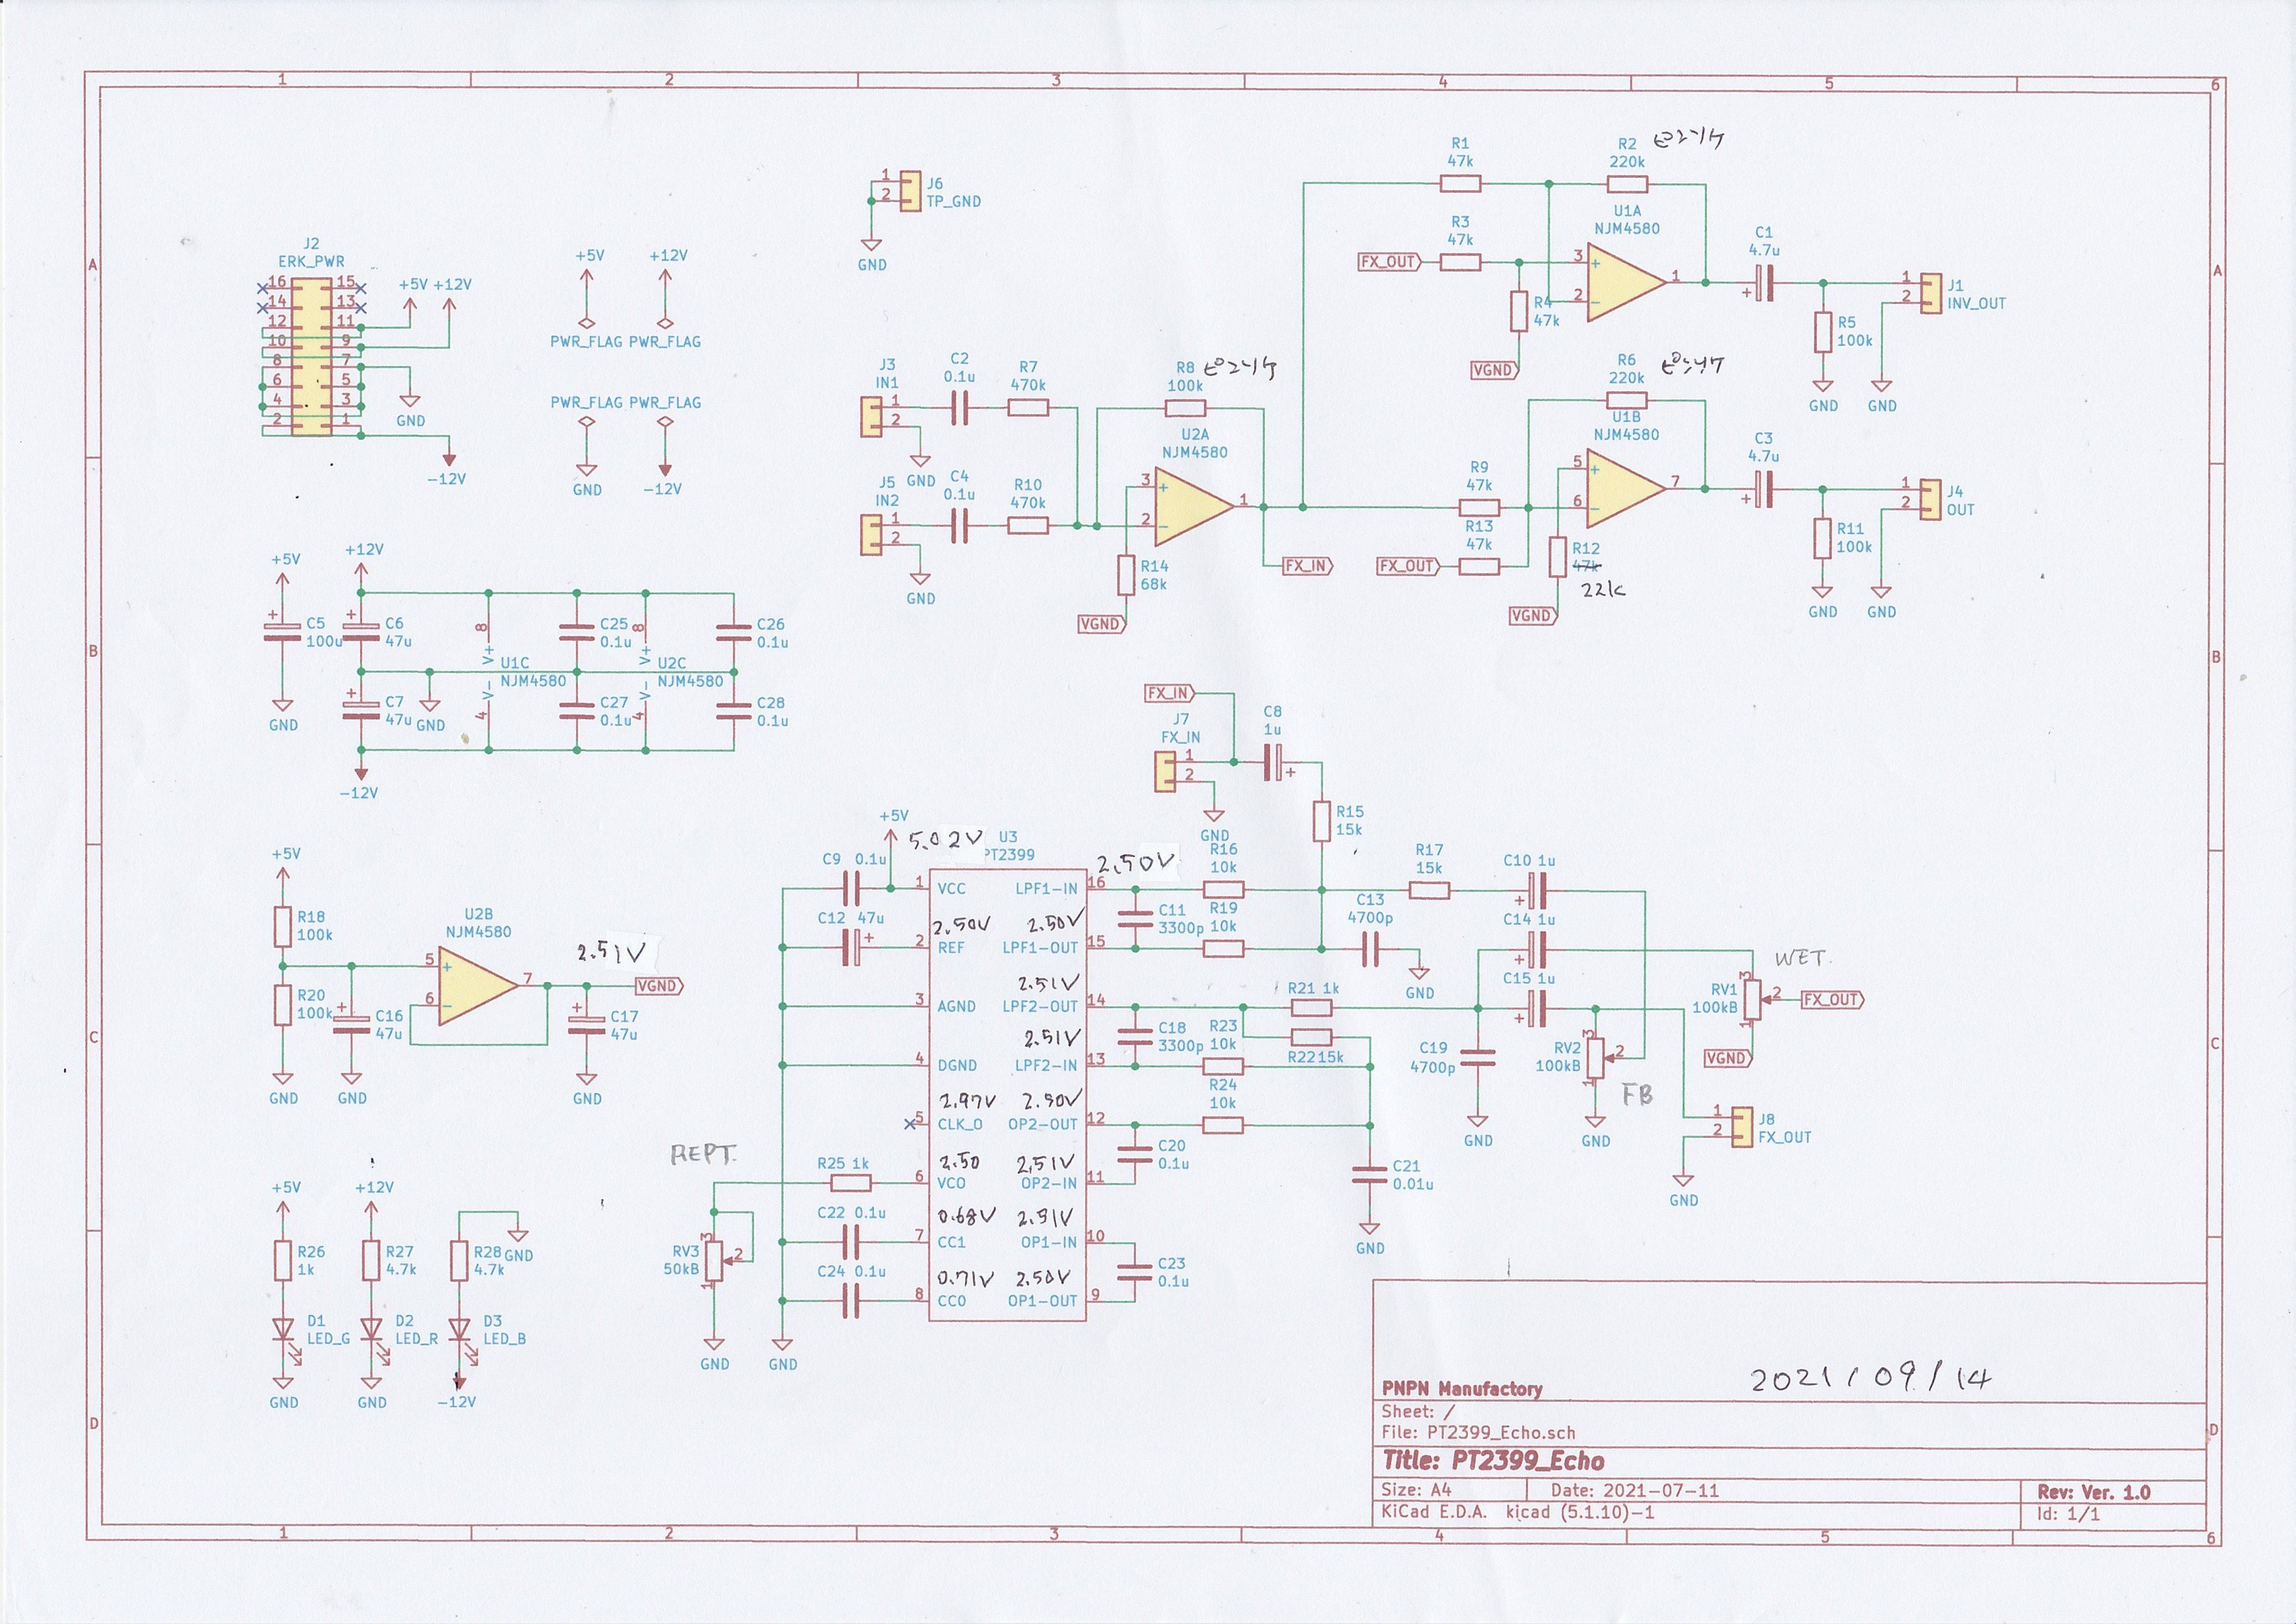 1 2 3 4 5 6
A
B
C
D
J2
ERK_PWR
16 15
14 13
12 11
10 9
8 7
6 5
4 3
2 1
+5V +12V
GND
-12V
+5V +12V
PWR_FLAG PWR_FLAG
PWR_FLAG PWR_FLAG
GND -12V
1
2
J6
TP_GND
GND
J3
IN1
1
2
GND
C2
0.1u
R7
470k
J5
IN2
1
2
GND
C4
0.1u
R10
470k
R8
100k
U2A
NJM4580
3
2
1
R14
68k
VGND
FX_IN
R1
47k
R2
220k
U1A
NJM4580
R3
47k
FX_OUT
R4
47k
VGND
3
2
1
C1
4.7u
R5
100k
1
2
J1
INV_OUT
GND GND
R6
220k
U1B
NJM4580
R9
47k
R13
47k
FX_OUT
R12
47k
22k
VGND
5
6
7
C3
4.7u
R11
100k
1
2
J4
OUT
GND GND
+5V
+12V
C5
100u
C6
47u
C7
47u
GND
GND
-12V
8
V+
V-
4
U1C
NJM4580
C25
0.1u
C27
0.1u
8
V+
V-
4
U2C
NJM4580
C26
0.1u
C28
0.1u
FX_IN
J7
FX_IN
1
2
GND
C8
1u
R15
15k
+5V
R18
100k
R20
100k
C16
47u
U2B
NJM4580
5
6
7
2.51V
VGND
C17
47u
GND GND GND
+5V
5.02V
U3
PT2399
C9 0.1u
C12 47u
1 VCC LPF1-IN 16
2.50V
2.50V 2.50V
2 REF LPF1-OUT 15
2.51V
3 AGND LPF2-OUT 14
2.51V
4 DGND LPF2-IN 13
2.97V 2.50V
5 CLK_O OP2-OUT 12
2.50 2.51V
6 VCO OP2-IN 11
0.68V 2.51V
7 CC1 OP1-IN 10
0.71V 2.50V
8 CC0 OP1-OUT 9
R16
10k
C11
3300p
R19
10k
R17
15k
C13
4700p
GND
C10 1u
C14 1u
C15 1u
R21 1k
C18
3300p
R23
10k
R22 15k
R24
10k
C19
4700p
GND
C20
0.1u
C21
0.01u
GND
C23
0.1u
RV2
100kB
3
2
1
FB
GND
WET.
RV1
100kB
3
2
1
FX_OUT
VGND
1
2
J8
FX_OUT
GND
REPT.
R25 1k
C22 0.1u
C24 0.1u
RV3
50kB
3
2
1
GND GND
+5V +12V
R26
1k
R27
4.7k
R28
4.7k
GND
D1
LED_G
D2
LED_R
D3
LED_B
GND GND -12V
2021/09/14
PNPN Manufactory
Sheet: /
File: PT2399_Echo.sch
Title: PT2399_Echo
Size: A4 Date: 2021-07-11 Rev: Ver. 1.0
KiCad E.D.A. kicad (5.1.10)-1 Id: 1/1
A
B
C
D
1 2 3 4 5 6